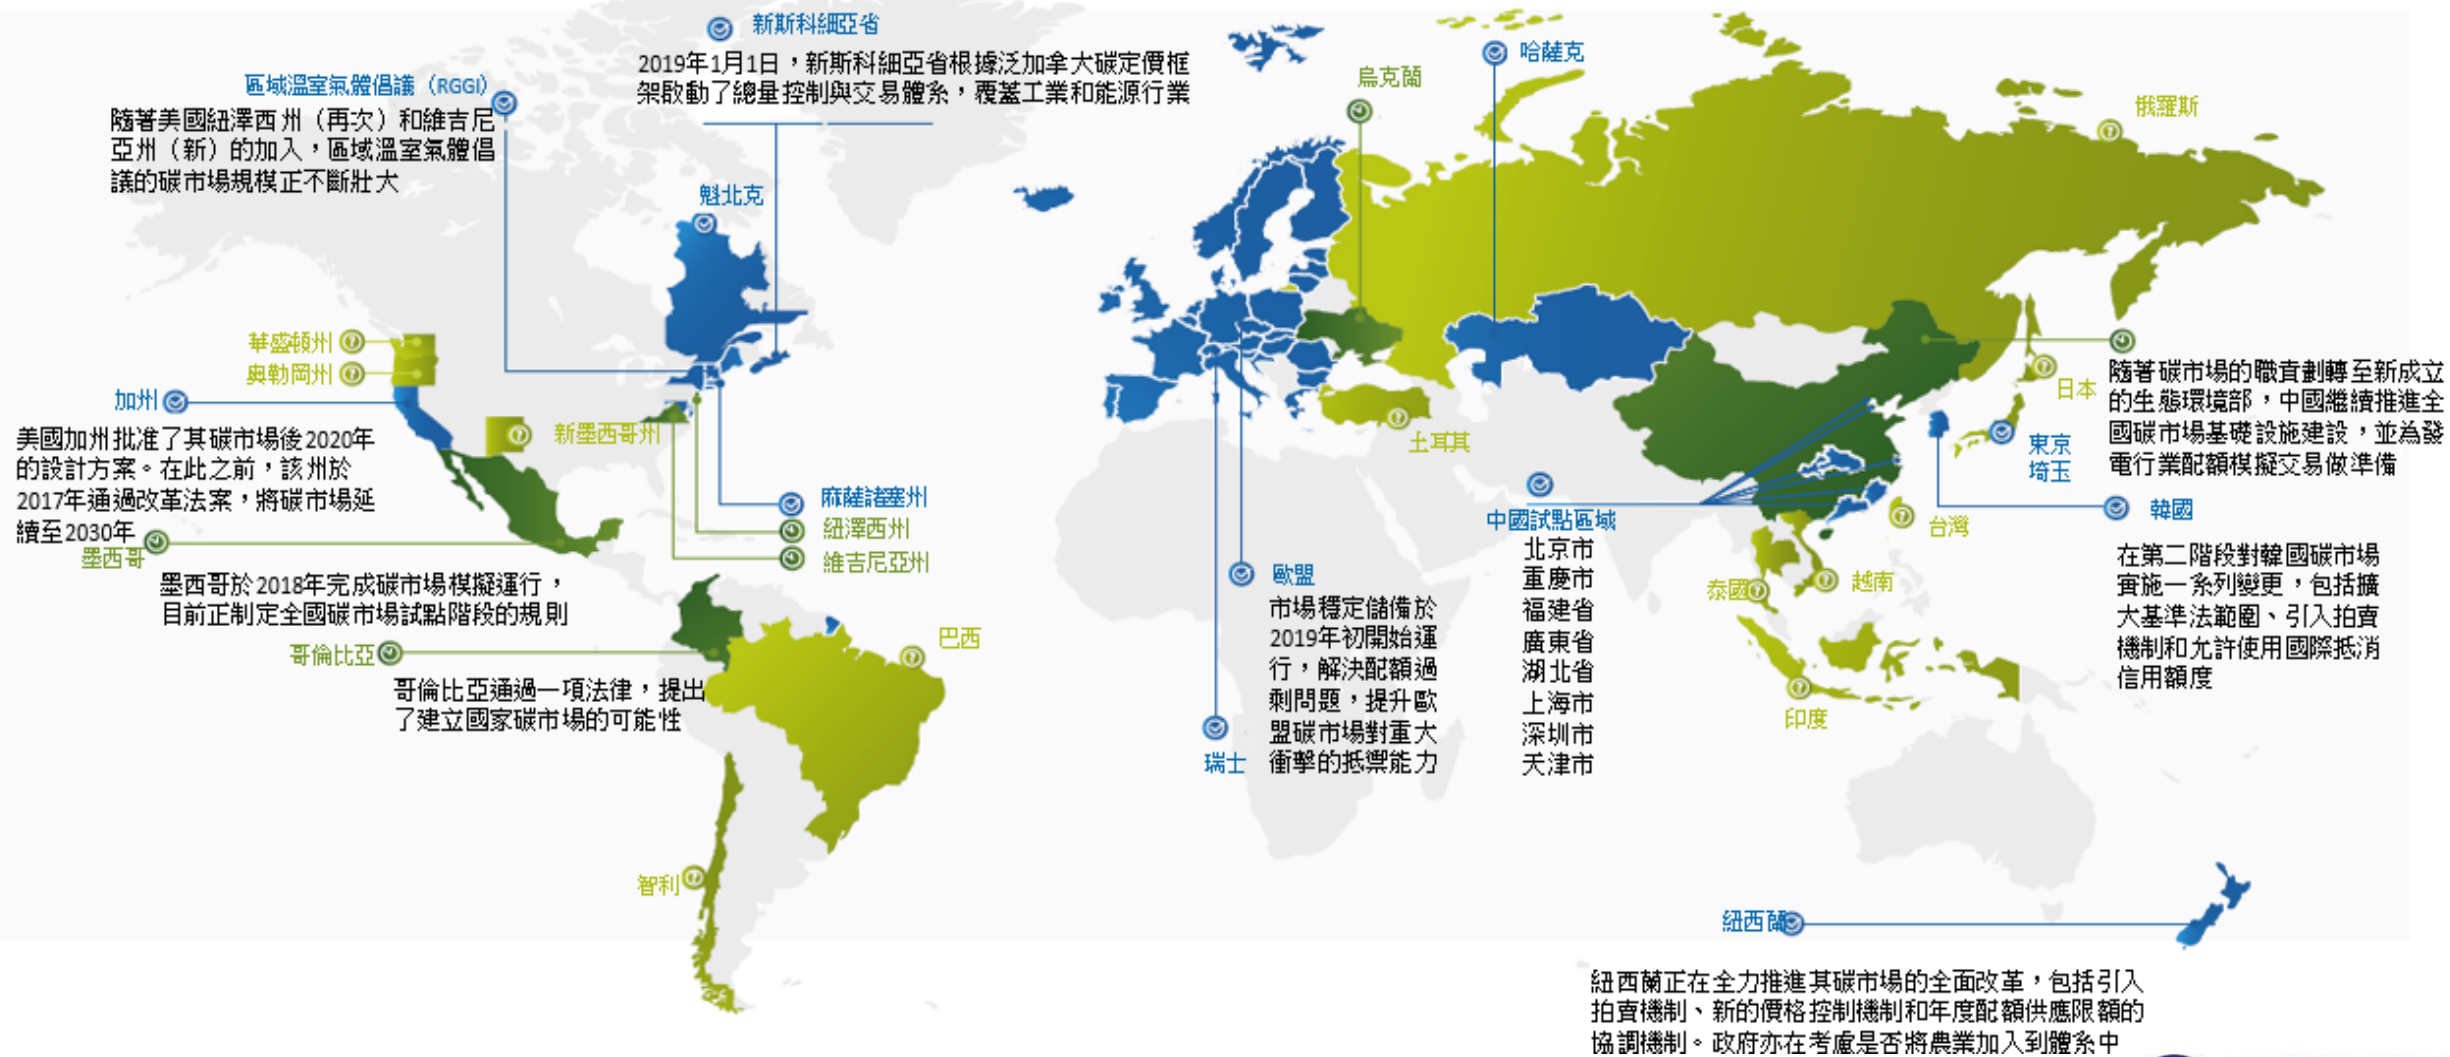 新斯科細亞省
2019年1月1日，新斯科細亞省根據泛加拿大碳定價框
架啟動了總量控制與交易體系，覆蓋工業和能源行業
區域溫室氣體倡議（RGGI）
隨著美國紐澤西州（再次）和維吉尼
亞州（新）的加入，區域溫室氣體倡
議的碳市場規模正不斷壯大
魁北克
華盛頓州
奧勒岡州
加州
美國加州批准了其碳市場後2020年
的設計方案。在此之前，該州於
2017年通過改革法案，將碳市場延
續至2030年
新墨西哥州
墨西哥
墨西哥於2018年完成碳市場模擬運行，
目前正制定全國碳市場試點階段的規則
麻薩諸塞州
紐澤西州
維吉尼亞州
哥倫比亞
哥倫比亞通過一項法律，提出
了建立國家碳市場的可能性
巴西
智利
烏克蘭
哈薩克
俄羅斯
土耳其
瑞士
歐盟
市場穩定儲備於
2019年初開始運
行，解決配額過
剩問題，提升歐
盟碳市場對重大
衝擊的抵禦能力
中國試點區域
北京市
重慶市
福建省
廣東省
湖北省
上海市
深圳市
天津市
日本
東京
埼玉
隨著碳市場的職責劃轉至新成立
的生態環境部，中國繼續推進全
國碳市場基礎設施建設，並為發
電行業配額模擬交易做準備
韓國
在第二階段對韓國碳市場
實施一系列變更，包括擴
大基準法範圍、引入拍賣
機制和允許使用國際抵消
信用額度
台灣
泰國
越南
印度
紐西蘭
紐西蘭正在全力推進其碳市場的全面改革，包括引入
拍賣機制、新的價格控制機制和年度配額供應限額的
協調機制。政府亦在考慮是否將農業加入到體系中